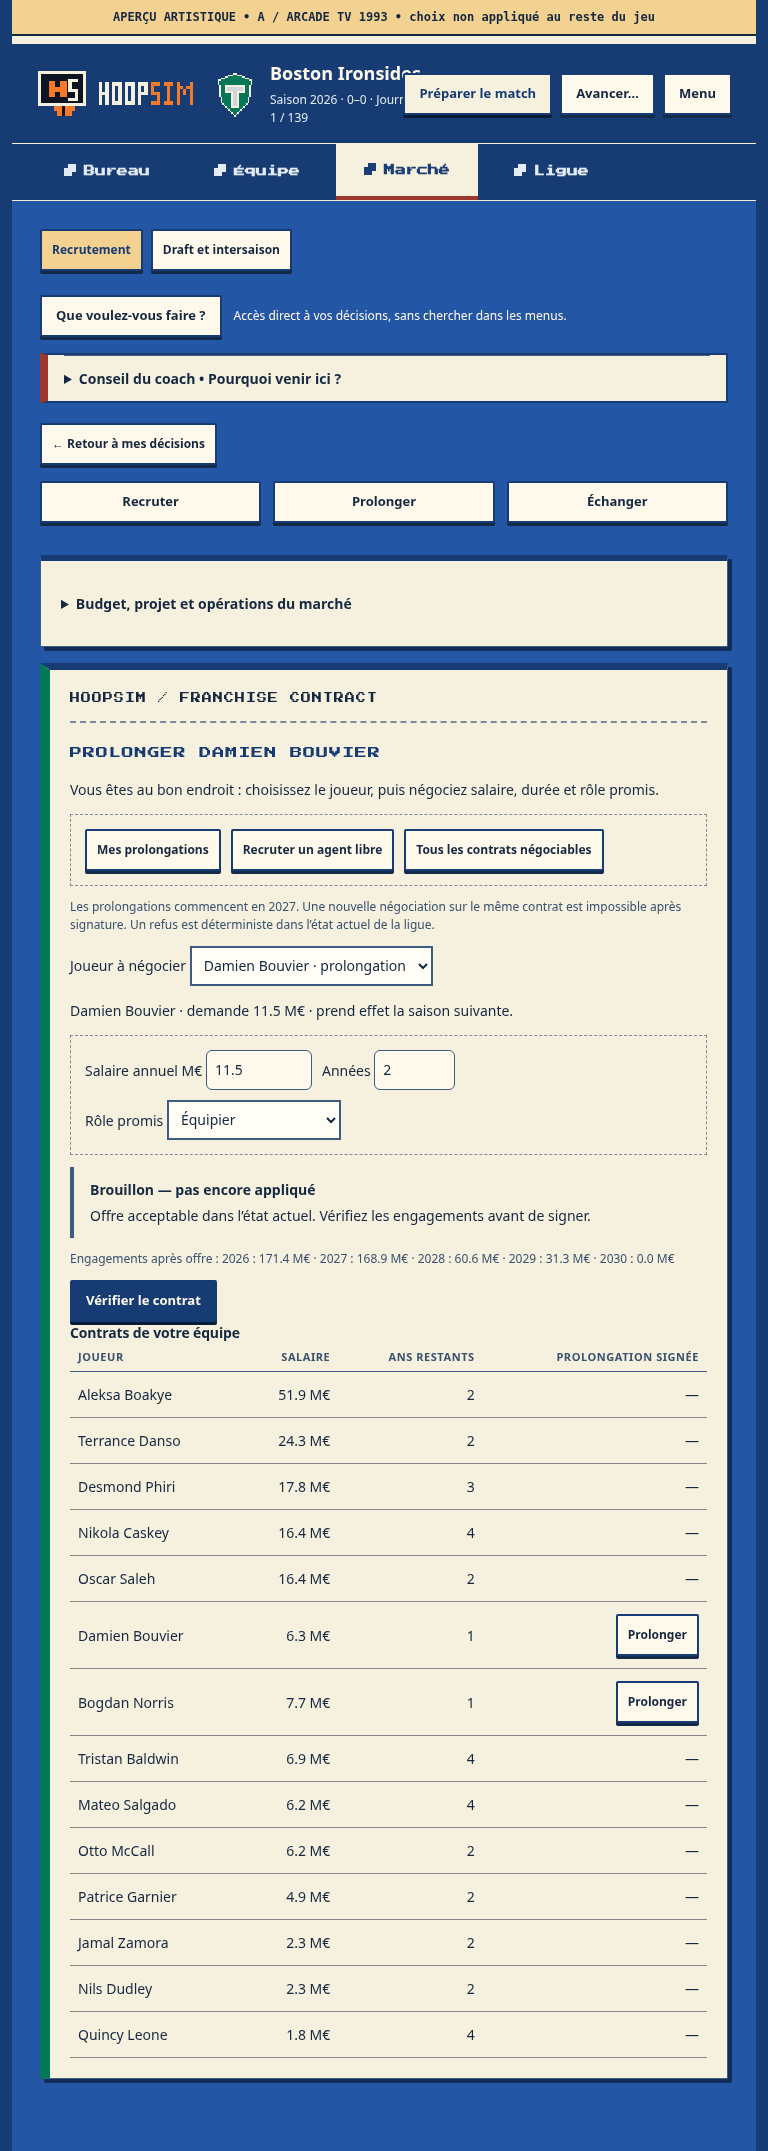 APERÇU ARTISTIQUE • A / ARCADE TV 1993 • choix non appliqué au reste du jeu
HS HOOPSIM
T
Boston Ironsides
Saison 2026 · 0–0 · Journ
1 / 139
Préparer le match
Avancer...
Menu
Bureau
Équipe
Marché
Ligue
Recrutement
Draft et intersaison
Que voulez-vous faire ?
Accès direct à vos décisions, sans chercher dans les menus.
▶ Conseil du coach • Pourquoi venir ici ?
← Retour à mes décisions
Recruter
Prolonger
Échanger
▶ Budget, projet et opérations du marché
HOOPSIM / FRANCHISE CONTRACT
PROLONGER DAMIEN BOUVIER
Vous êtes au bon endroit : choisissez le joueur, puis négociez salaire, durée et rôle promis.
Mes prolongations
Recruter un agent libre
Tous les contrats négociables
Les prolongations commencent en 2027. Une nouvelle négociation sur le même contrat est impossible après
signature. Un refus est déterministe dans l’état actuel de la ligue.
Joueur à négocier Damien Bouvier · prolongation
Damien Bouvier · demande 11.5 M€ · prend effet la saison suivante.
Salaire annuel M€ 11.5 Années 2
Rôle promis Équipier
Brouillon — pas encore appliqué
Offre acceptable dans l’état actuel. Vérifiez les engagements avant de signer.
Engagements après offre : 2026 : 171.4 M€ · 2027 : 168.9 M€ · 2028 : 60.6 M€ · 2029 : 31.3 M€ · 2030 : 0.0 M€
Vérifier le contrat
Contrats de votre équipe
JOUEUR SALAIRE ANS RESTANTS PROLONGATION SIGNÉE
Aleksa Boakye 51.9 M€ 2 —
Terrance Danso 24.3 M€ 2 —
Desmond Phiri 17.8 M€ 3 —
Nikola Caskey 16.4 M€ 4 —
Oscar Saleh 16.4 M€ 2 —
Damien Bouvier 6.3 M€ 1 Prolonger
Bogdan Norris 7.7 M€ 1 Prolonger
Tristan Baldwin 6.9 M€ 4 —
Mateo Salgado 6.2 M€ 4 —
Otto McCall 6.2 M€ 2 —
Patrice Garnier 4.9 M€ 2 —
Jamal Zamora 2.3 M€ 2 —
Nils Dudley 2.3 M€ 2 —
Quincy Leone 1.8 M€ 4 —